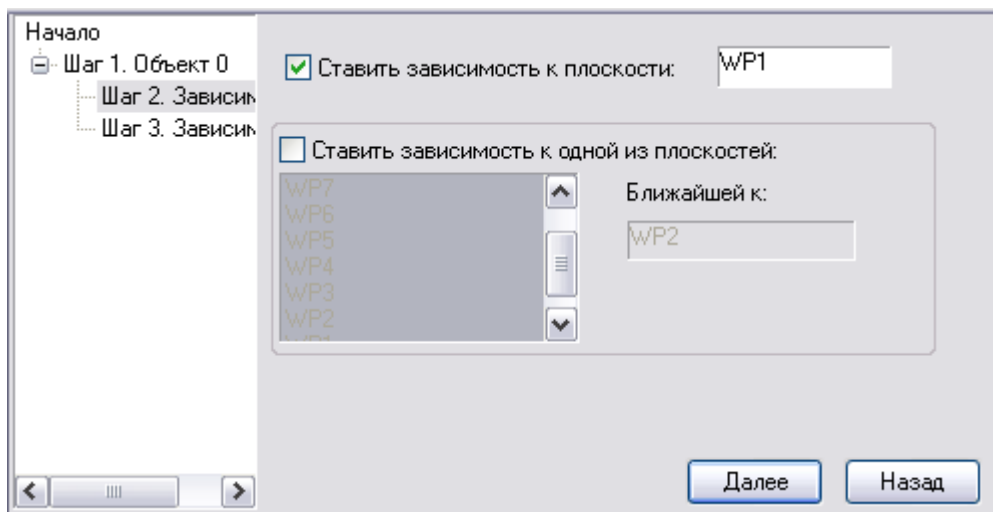 Начало
Шаг 1. Объект 0
Шаг 2. Зависим
Шаг 3. Зависим
Ставить зависимость к плоскости:
WP1
Ставить зависимость к одной из плоскостей:
WP7
WP6
WP5
WP4
WP3
WP2
WP1
Ближайшей к:
WP2
Далее
Назад